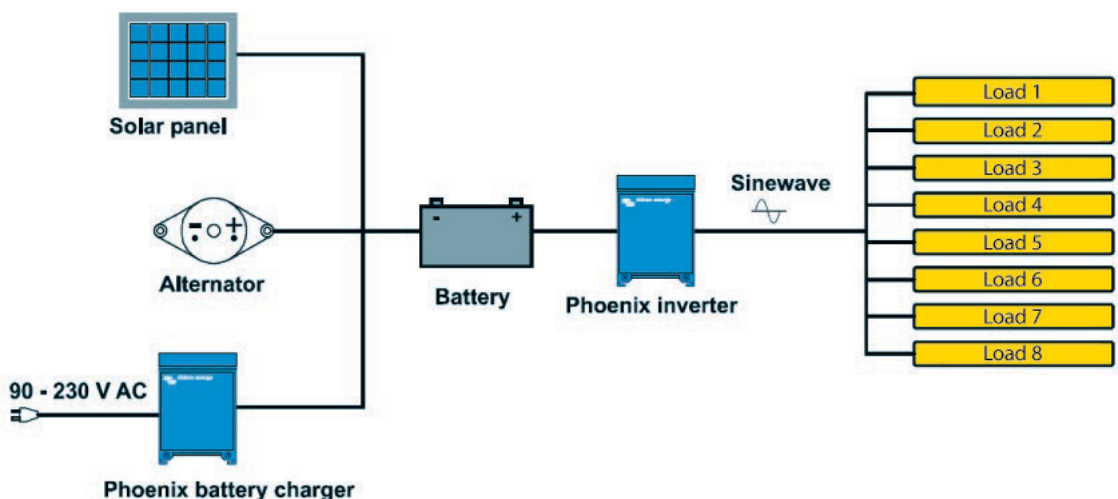 Solar panel
- +
Alternator
90 - 230 V AC
Phoenix battery charger
- +
Battery
Phoenix inverter
Sinewave
Load 1
Load 2
Load 3
Load 4
Load 5
Load 6
Load 7
Load 8